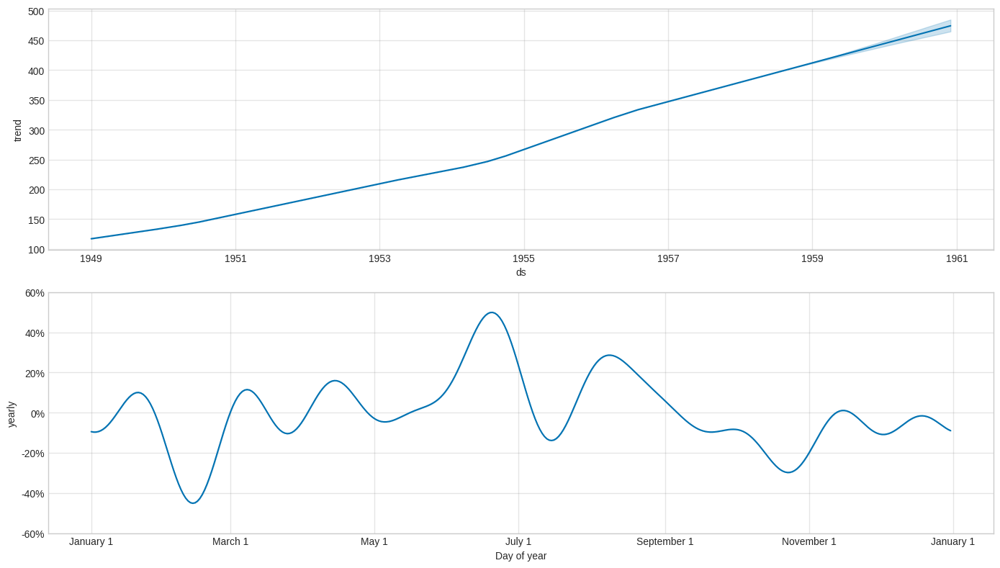 500
450
400
350
300
250
200
150
100
trend
1949 1951 1953 1955 1957 1959 1961
ds
60%
40%
20%
0%
-20%
-40%
-60%
yearly
January 1 March 1 May 1 July 1 September 1 November 1 January 1
Day of year